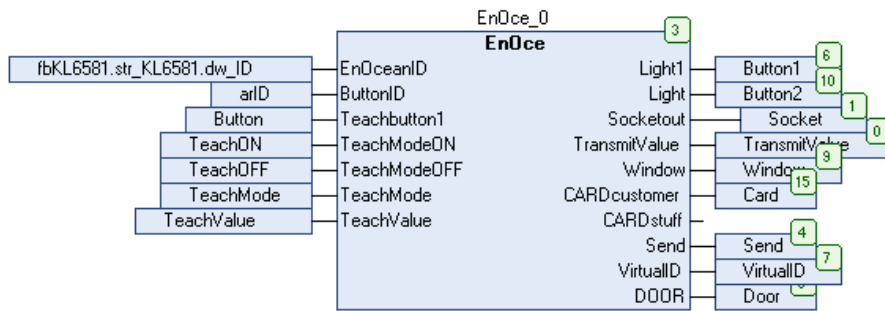 EnOce_0
3
EnOce
fbKL6581.str_KL6581.dw_ID EnOceanID Light1 Button1 6
arID ButtonID Light Button2 10
Button Teachbutton1 Socketout Socket 1
TeachON TeachModeON TransmitValue TransmitValue 0
TeachOFF TeachModeOFF Window Window 9
TeachMode TeachMode CARDcustomer Card 15
TeachValue TeachValue CARDstuff
Send Send 4
VirtualID VirtualID 7
DOOR Door